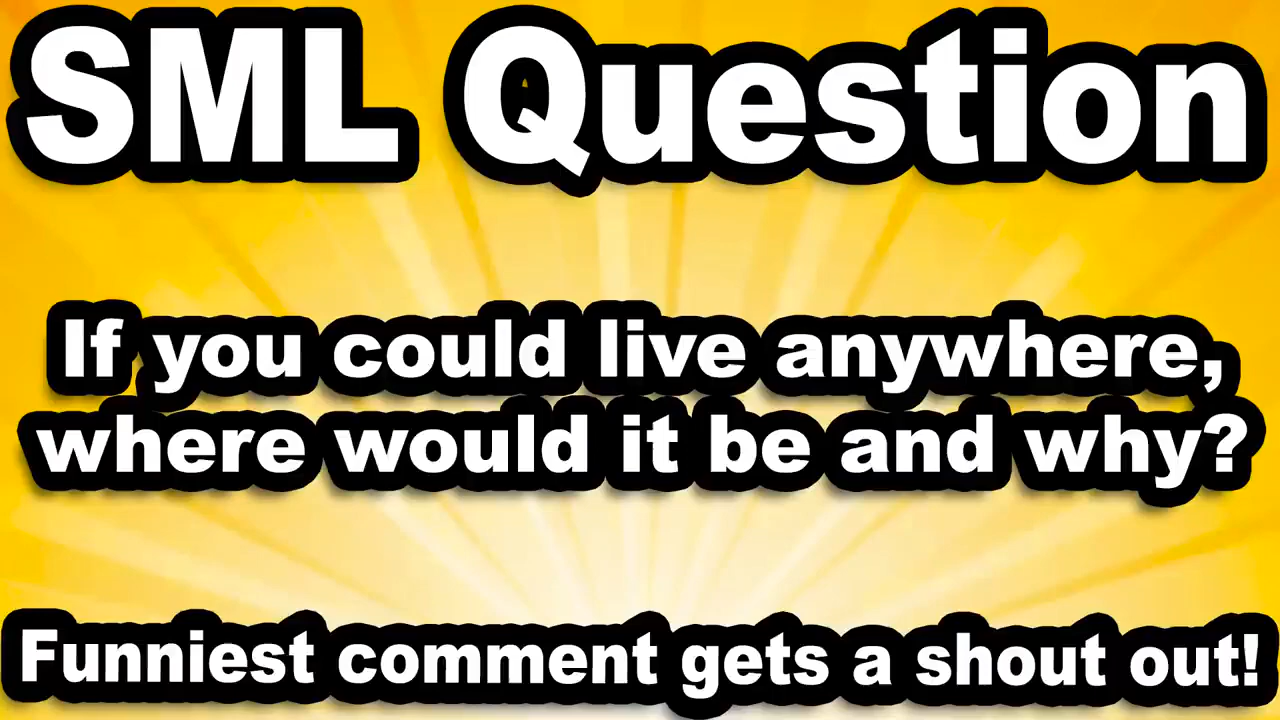 SML Question
If you could live anywhere,
where would it be and why?
Funniest comment gets a shout out!